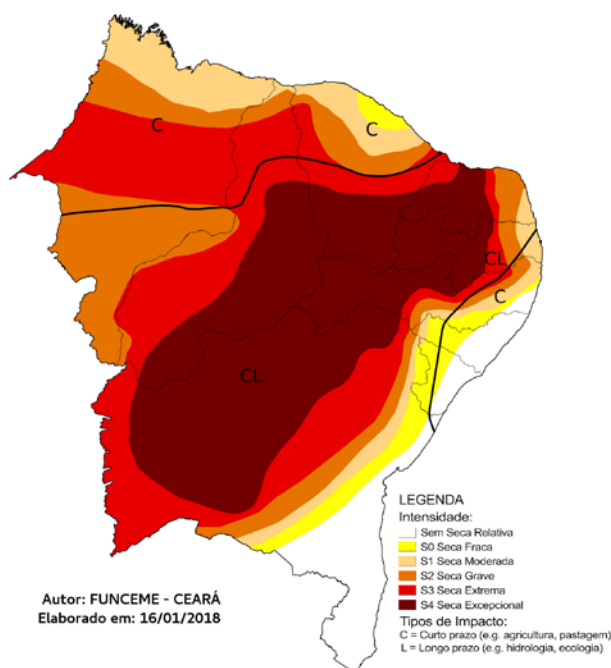 C
C
CL
C
CL
LEGENDA
Intensidade:
Sem Seca Relativa
S0 Seca Fraca
S1 Seca Moderada
S2 Seca Grave
S3 Seca Extrema
S4 Seca Excepcional
Tipos de Impacto:
C = Curto prazo (e.g. agricultura, pastagem)
L = Longo prazo (e.g. hidrologia, ecologia)
Autor: FUNCEME - CEARÁ
Elaborado em: 16/01/2018